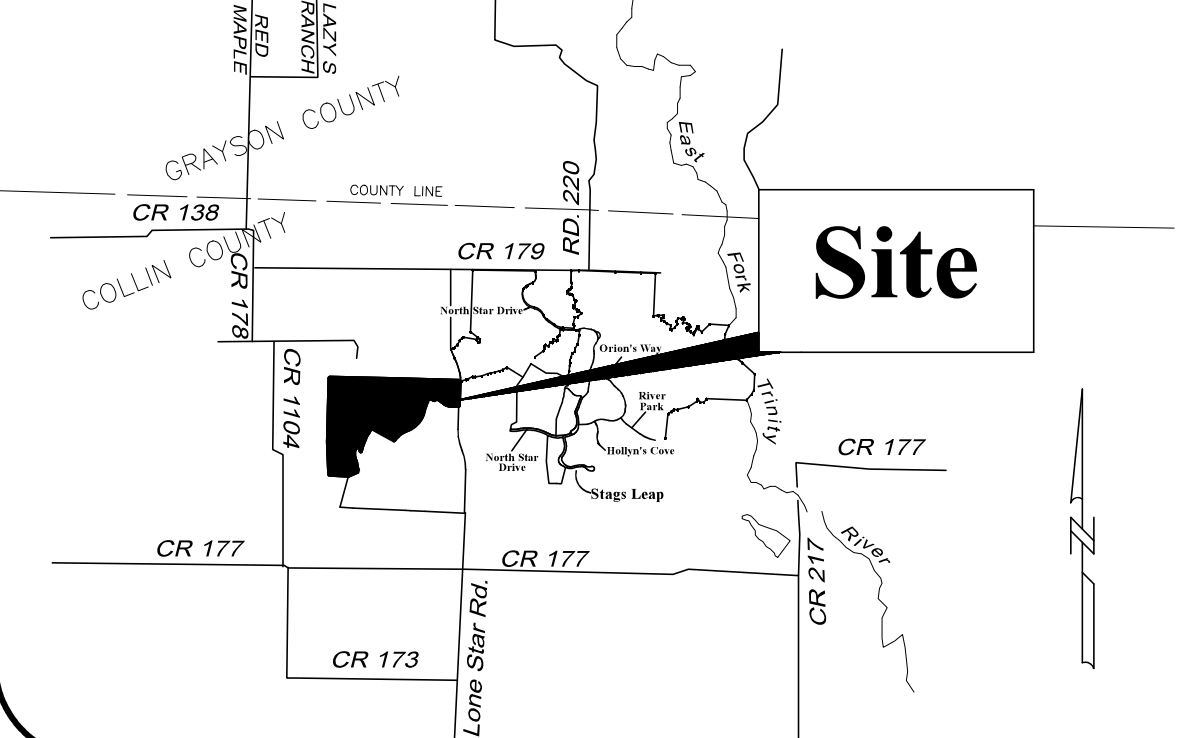 LAZY S
RANCH
RED
MAPLE
GRAYSON COUNTY
COUNTY LINE
CR 138
COLLIN COUNTY
CR 178
CR 179
RD. 220
East
Fork
Site
North Star Drive
Orion's Way
River
Park
Trinity
CR 1104
North Star
Drive
Hollyn's Cove
Stags Leap
CR 177
CR 177
CR 177
River
CR 217
N
CR 173
Lone Star Rd.